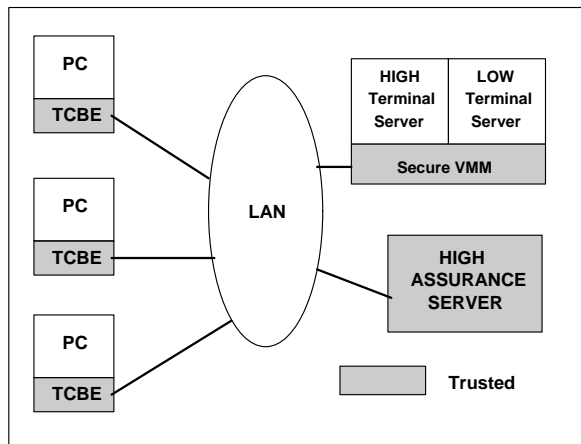 PC
TCBE
PC
TCBE
PC
TCBE
LAN
HIGH
Terminal
Server
LOW
Terminal
Server
Secure VMM
HIGH
ASSURANCE
SERVER
Trusted